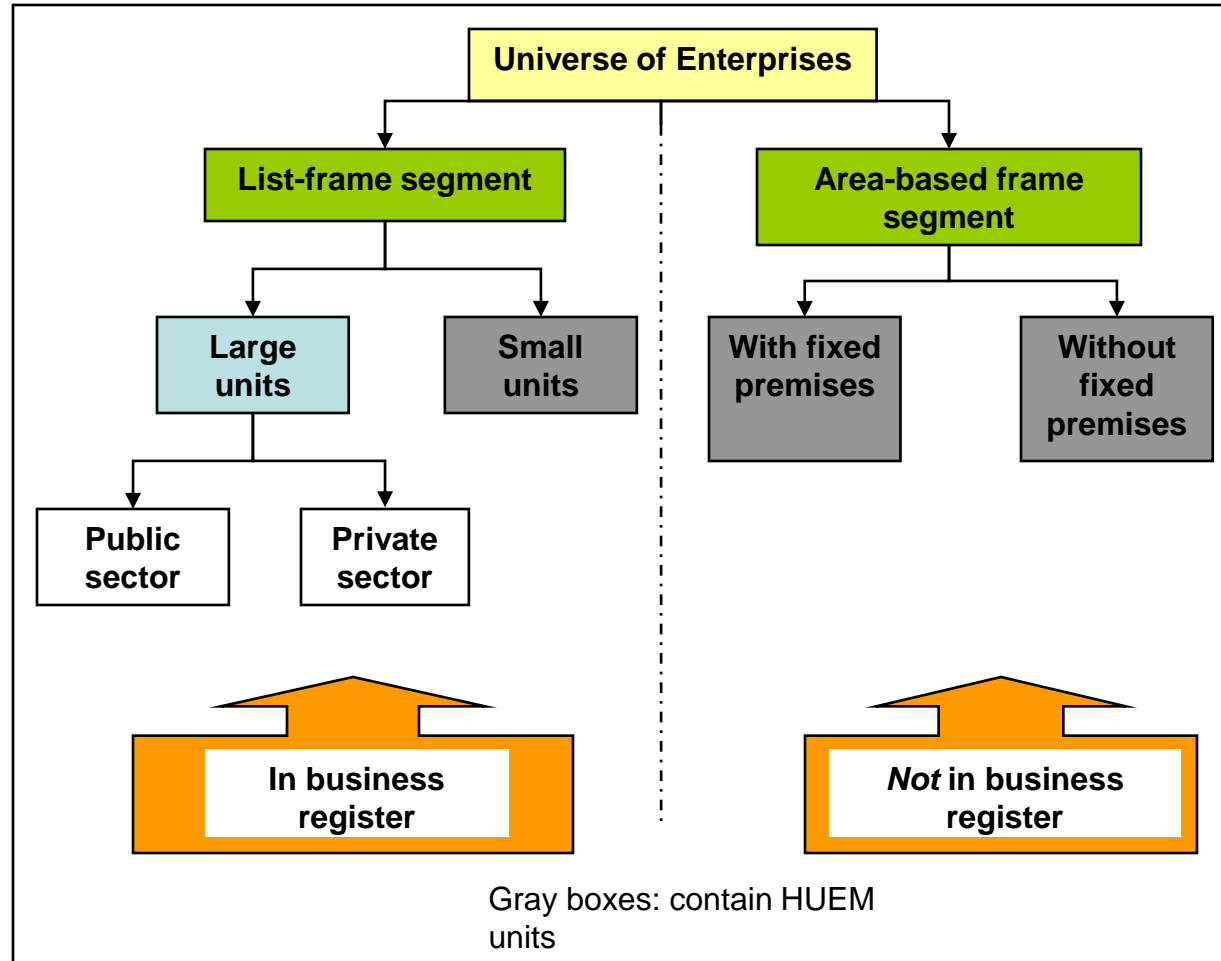 Universe of Enterprises
List-frame segment
Area-based frame
segment
Large
units
Small
units
With fixed
premises
Without
fixed
premises
Public
sector
Private
sector
In business
register
Not in business
register
Gray boxes: contain HUEM
units